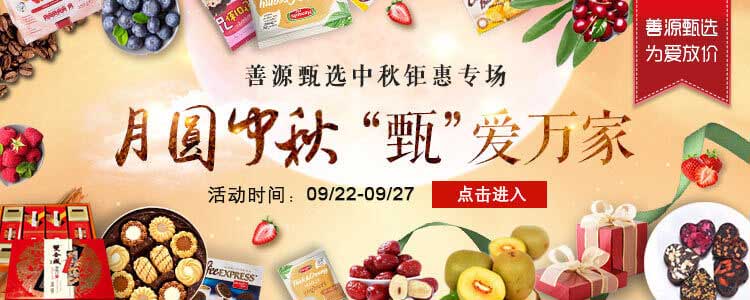 善源甄选
为爱放价
善源甄选中秋钜惠专场
月圆中秋“甄”爱万家
活动时间：09/22-09/27
点击进入
EXPRESS